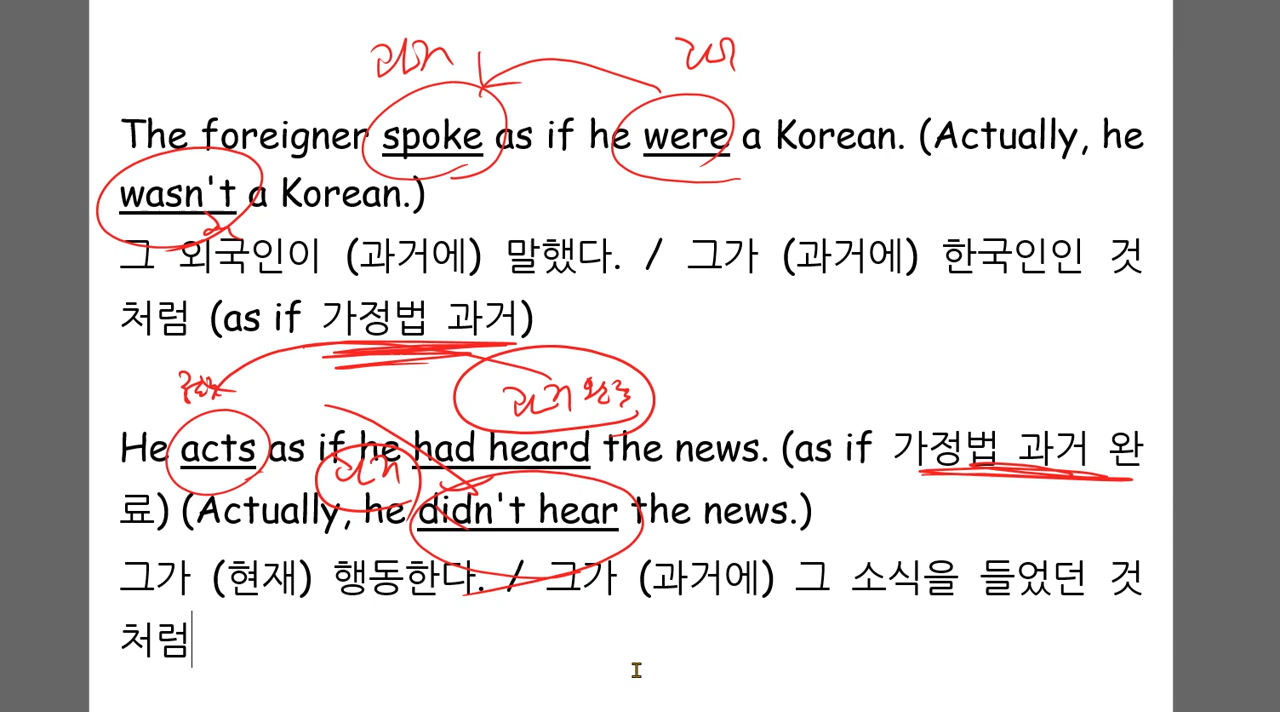 과거 과거
The foreigner spoke as if he were a Korean. (Actually, he
wasn't a Korean.)
그 외국인이 (과거에) 말했다. / 그가 (과거에) 한국인인 것
처럼 (as if 가정법 과거)
과거 완료
He acts as if he had heard the news. (as if 가정법 과거 완
과거
료) (Actually, he didn't hear the news.)
그가 (현재) 행동한다. / 그가 (과거에) 그 소식을 들었던 것
처럼